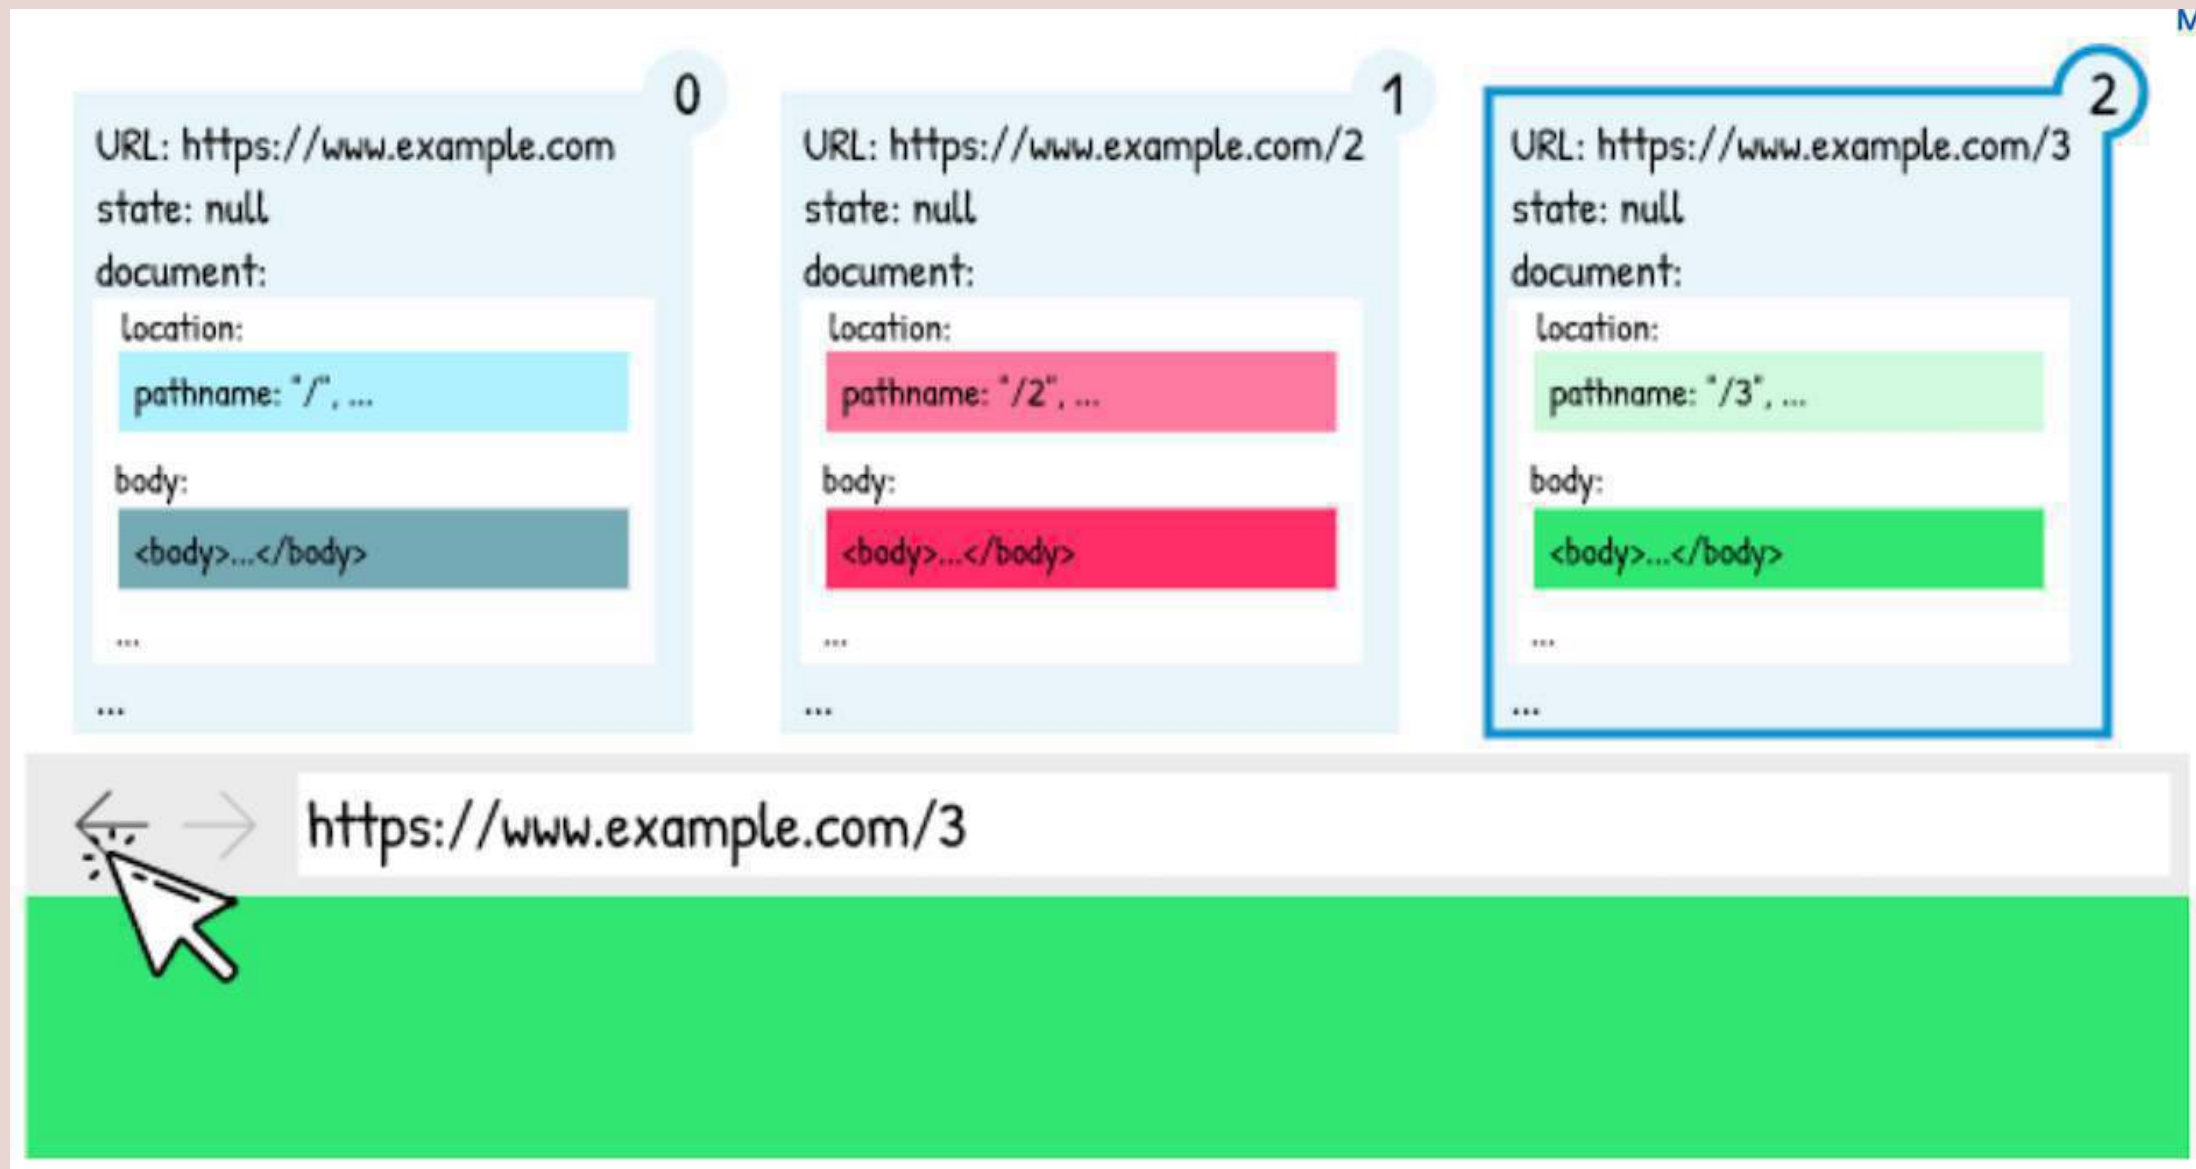 0
URL: https://www.example.com
state: null
document:
location:
pathname: "/", ...
body:
<body>...</body>
...
...
1
URL: https://www.example.com/2
state: null
document:
location:
pathname: "/2", ...
body:
<body>...</body>
...
...
2
URL: https://www.example.com/3
state: null
document:
location:
pathname: "/3", ...
body:
<body>...</body>
...
...
https://www.example.com/3